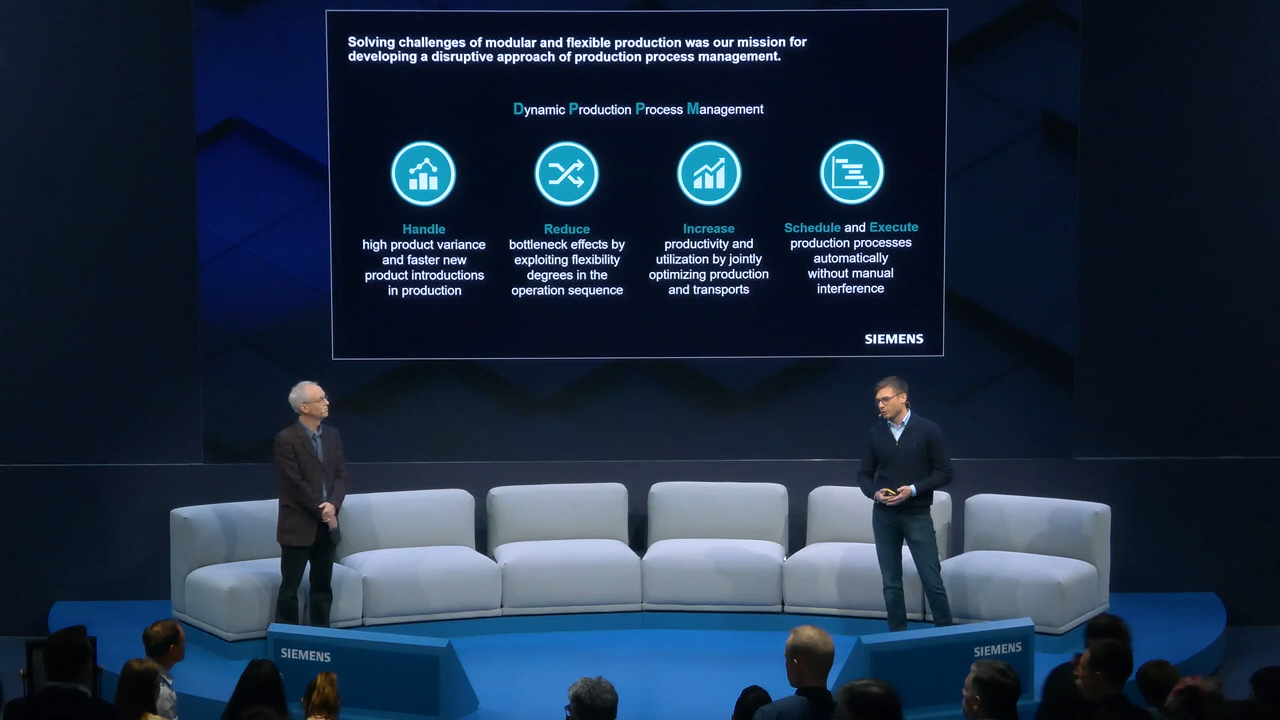 Solving challenges of modular and flexible production was our mission for
developing a disruptive approach of production process management.
Dynamic Production Process Management
Handle
high product variance
and faster new
product introductions
in production
Reduce
bottleneck effects by
exploiting flexibility
degrees in the
operation sequence
Increase
productivity and
utilization by jointly
optimizing production
and transports
Schedule and Execute
production processes
automatically
without manual
interference
SIEMENS
SIEMENS
SIEMENS